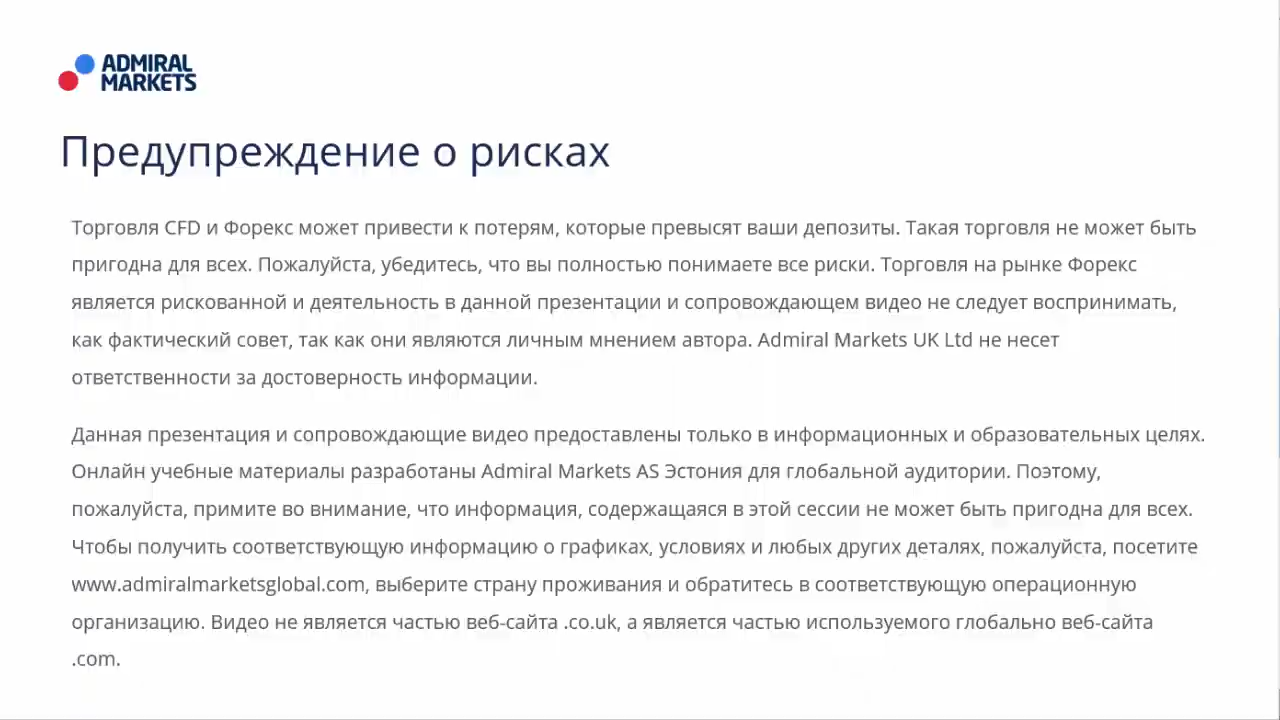 ADMIRAL
MARKETS
Предупреждение о рисках
Торговля CFD и Форекс может привести к потерям, которые превысят ваши депозиты. Такая торговля не может быть
пригодна для всех. Пожалуйста, убедитесь, что вы полностью понимаете все риски. Торговля на рынке Форекс
является рискованной и деятельность в данной презентации и сопровождающем видео не следует воспринимать,
как фактический совет, так как они являются личным мнением автора. Admiral Markets UK Ltd не несет
ответственности за достоверность информации.
Данная презентация и сопровождающие видео предоставлены только в информационных и образовательных целях.
Онлайн учебные материалы разработаны Admiral Markets AS Эстония для глобальной аудитории. Поэтому,
пожалуйста, примите во внимание, что информация, содержащаяся в этой сессии не может быть пригодна для всех.
Чтобы получить соответствующую информацию о графиках, условиях и любых других деталях, пожалуйста, посетите
www.admiralmarketsglobal.com, выберите страну проживания и обратитесь в соответствующую операционную
организацию. Видео не является частью веб-сайта .co.uk, а является частью используемого глобально веб-сайта
.com.